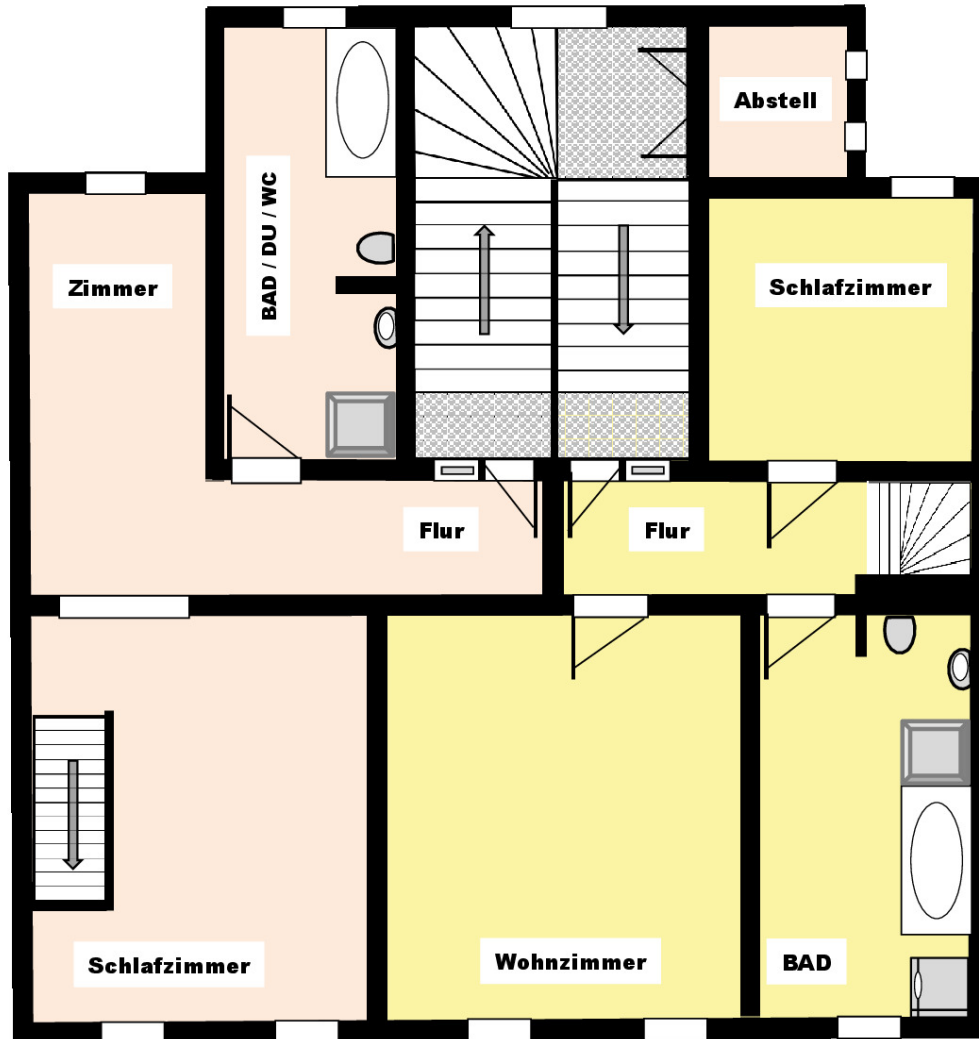 Abstell
BAD / DU / WC
Zimmer
Schlafzimmer
Flur
Flur
Schlafzimmer
Wohnzimmer
BAD